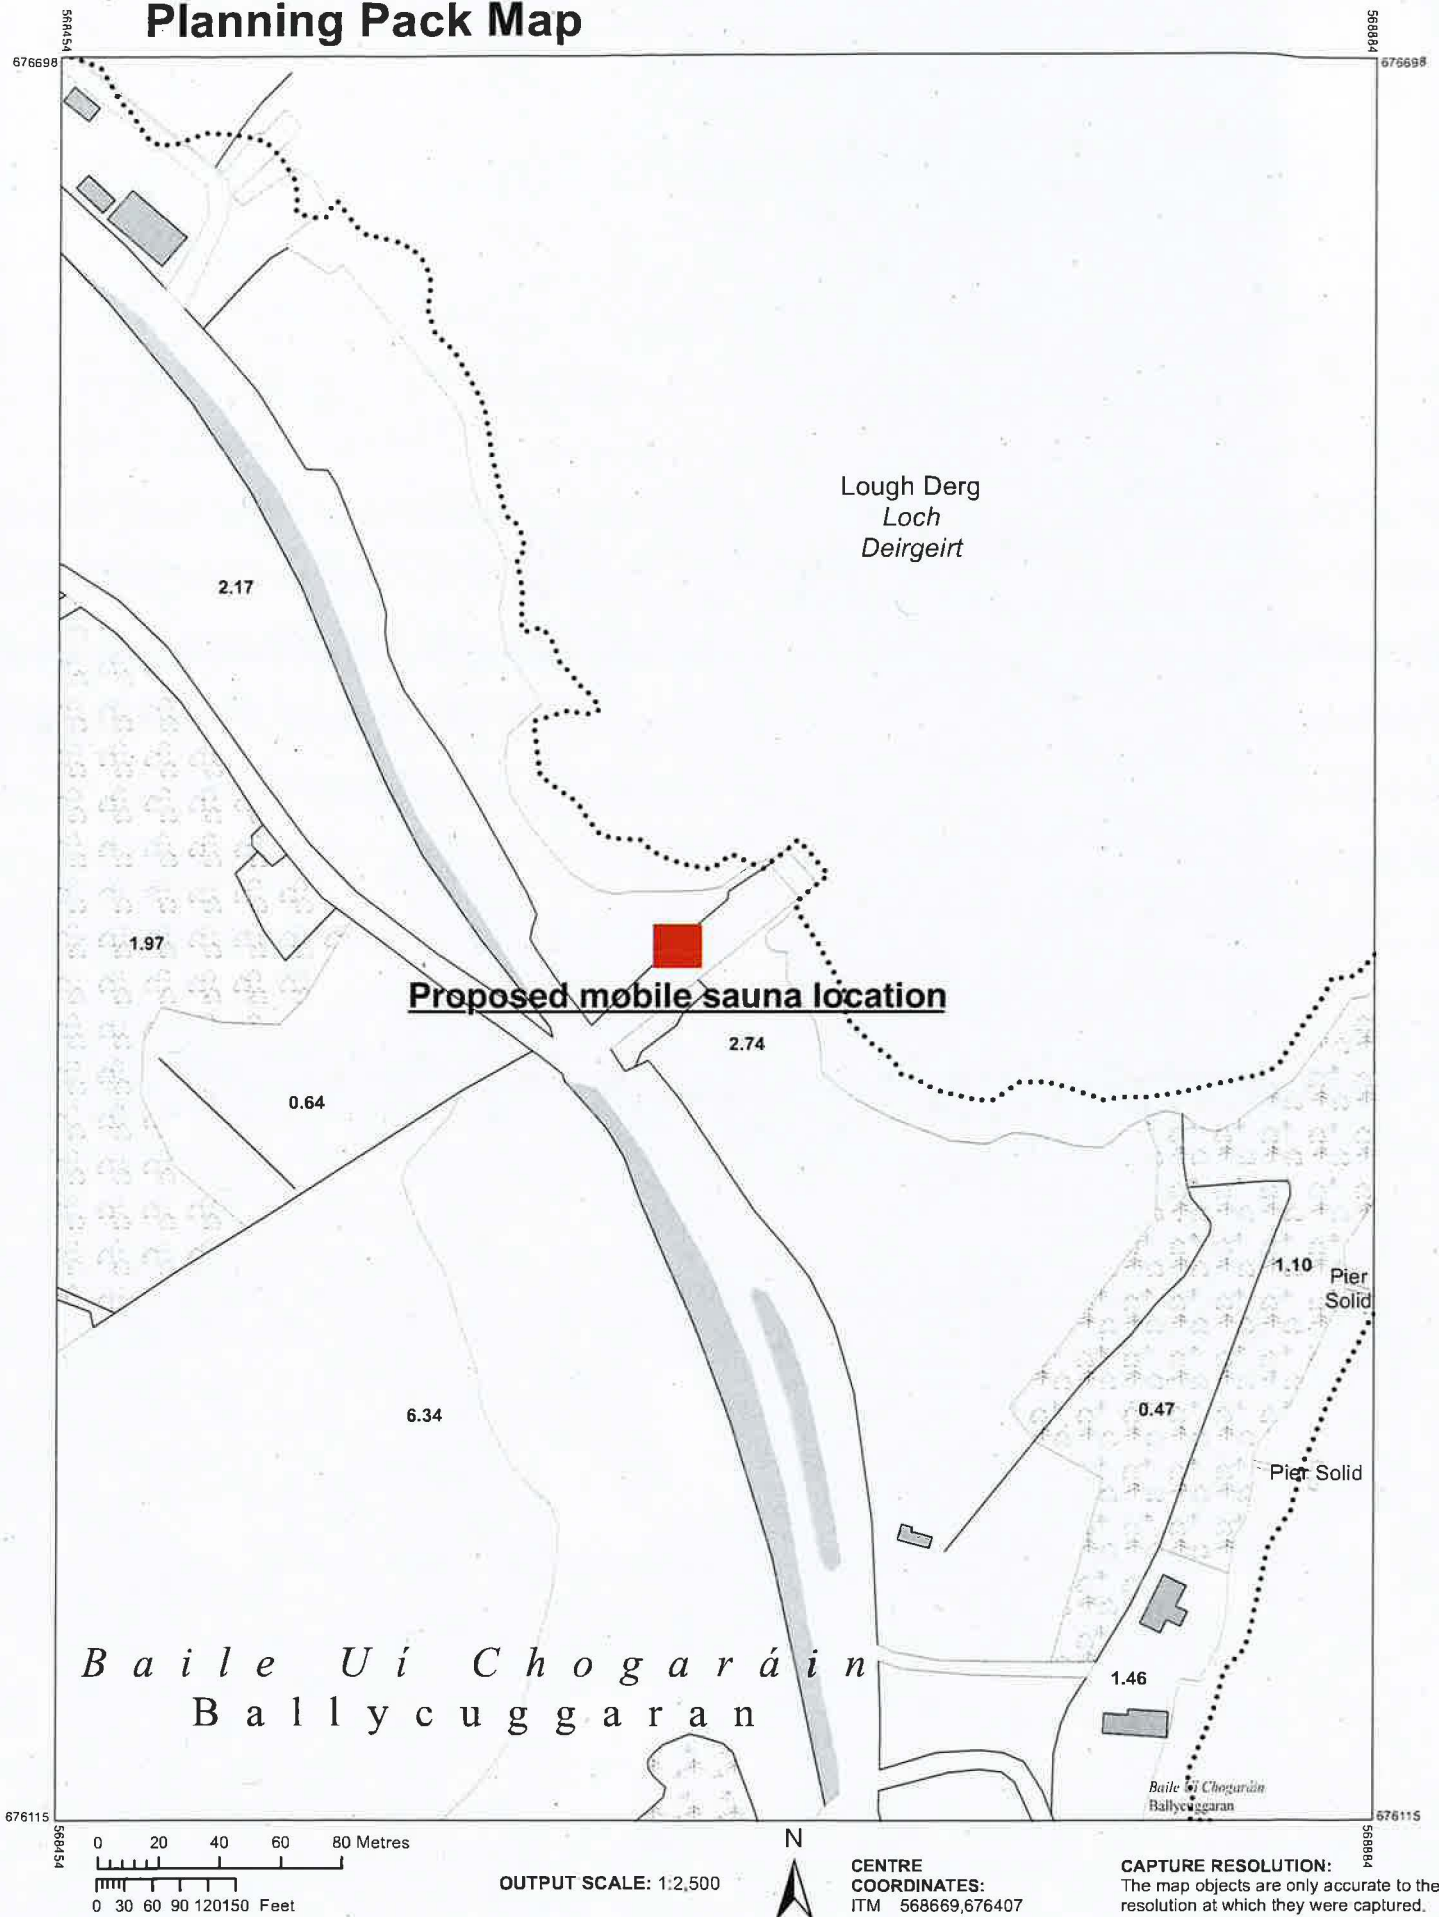 Planning Pack Map
568454
568884
676698
676698
Lough Derg
Loch
Deirgeirt
2.17
1.97
Proposed mobile sauna location
2.74
0.64
1.10
Pier
Solid
0.47
6.34
Pier Solid
Baile Uí Chogaráin
Ballycuggaran
1.46
Baile Uí Chogaráin
Ballycuggaran
676115
676115
568454
568884
0 20 40 60 80 Metres
0 30 60 90 120150 Feet
OUTPUT SCALE: 1:2,500
N
CENTRE
COORDINATES:
ITM 568669,676407
CAPTURE RESOLUTION:
The map objects are only accurate to the
resolution at which they were captured.